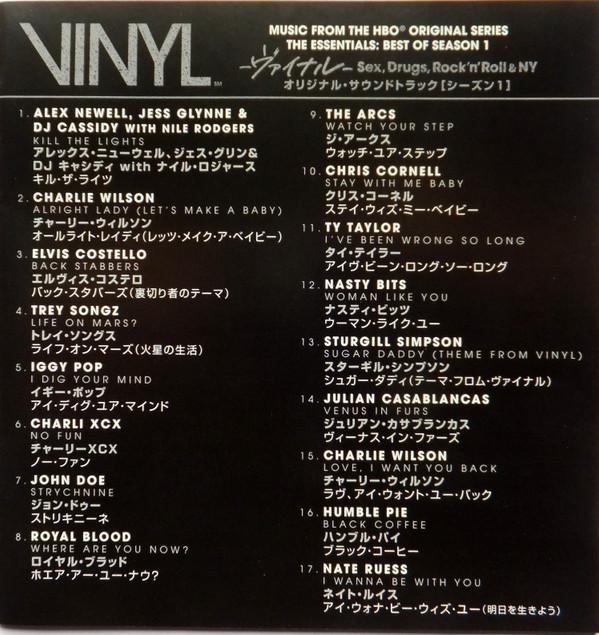 VINYL SM
MUSIC FROM THE HBO® ORIGINAL SERIES
THE ESSENTIALS: BEST OF SEASON 1
-ヴァイナル- Sex, Drugs, Rock'n'Roll & NY
オリジナル・サウンドトラック[シーズン1]
1. ALEX NEWELL, JESS GLYNNE &
DJ CASSIDY WITH NILE RODGERS
KILL THE LIGHTS
アレックス・ニューウェル、ジェス・グリン&
DJ キャシディ with ナイル・ロジャース
キル・ザ・ライツ
2. CHARLIE WILSON
ALRIGHT LADY (LET'S MAKE A BABY)
チャーリー・ウィルソン
オールライト・レイディ(レッツ・メイク・ア・ベイビー)
3. ELVIS COSTELLO
BACK STABBERS
エルヴィス・コステロ
バック・スタバーズ(裏切り者のテーマ)
4. TREY SONGZ
LIFE ON MARS?
トレイ・ソングス
ライフ・オン・マーズ(火星の生活)
5. IGGY POP
I DIG YOUR MIND
イギー・ポップ
アイ・ディグ・ユア・マインド
6. CHARLI XCX
NO FUN
チャーリーXCX
ノー・ファン
7. JOHN DOE
STRYCHNINE
ジョン・ドゥー
ストリキニーネ
8. ROYAL BLOOD
WHERE ARE YOU NOW?
ロイヤル・ブラッド
ホエア・アー・ユー・ナウ?
9. THE ARCS
WATCH YOUR STEP
ジ・アークス
ウォッチ・ユア・ステップ
10. CHRIS CORNELL
STAY WITH ME BABY
クリス・コーネル
ステイ・ウィズ・ミー・ベイビー
11. TY TAYLOR
I'VE BEEN WRONG SO LONG
タイ・テイラー
アイヴ・ビーン・ロング・ソー・ロング
12. NASTY BITS
WOMAN LIKE YOU
ナスティ・ビッツ
ウーマン・ライク・ユー
13. STURGILL SIMPSON
SUGAR DADDY (THEME FROM VINYL)
スターギル・シンプソン
シュガー・ダディ(テーマ・フロム・ヴァイナル)
14. JULIAN CASABLANCAS
VENUS IN FURS
ジュリアン・カサブランカス
ヴィーナス・イン・ファーズ
15. CHARLIE WILSON
LOVE, I WANT YOU BACK
チャーリー・ウィルソン
ラヴ、アイ・ウォント・ユー・バック
16. HUMBLE PIE
BLACK COFFEE
ハンブル・パイ
ブラック・コーヒー
17. NATE RUESS
I WANNA BE WITH YOU
ネイト・ルイス
アイ・ウォナ・ビー・ウィズ・ユー(明日を生きよう)